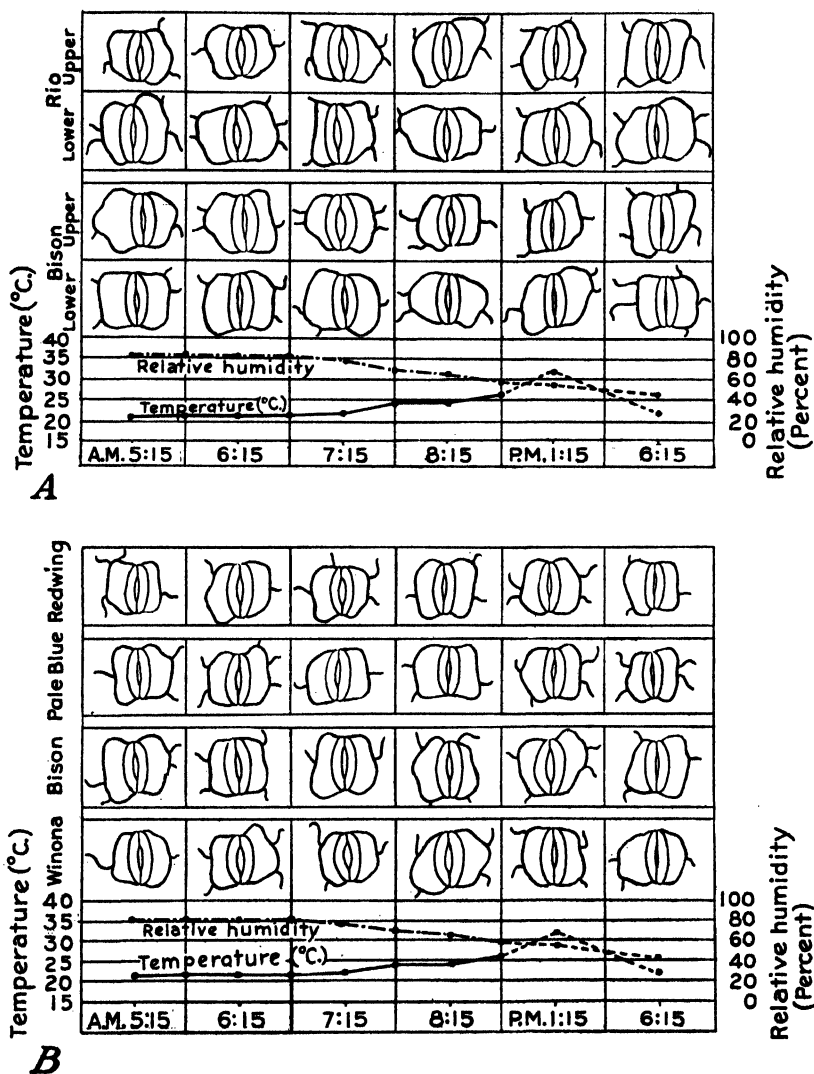 Rio
Upper
Lower
Bison
Upper
Lower
Temperature (°C.)
40
35
30
25
20
15
Relative humidity
Temperature (°C.)
100
80
60
40
20
0
Relative humidity
(Percent)
A.M. 5:15 6:15 7:15 8:15 P.M. 1:15 6:15
A
Redwing
Pale Blue
Bison
Winona
Temperature (°C.)
40
35
30
25
20
15
Relative humidity
Temperature (°C.)
100
80
60
40
20
0
Relative humidity
(Percent)
A.M. 5:15 6:15 7:15 8:15 P.M. 1:15 6:15
B